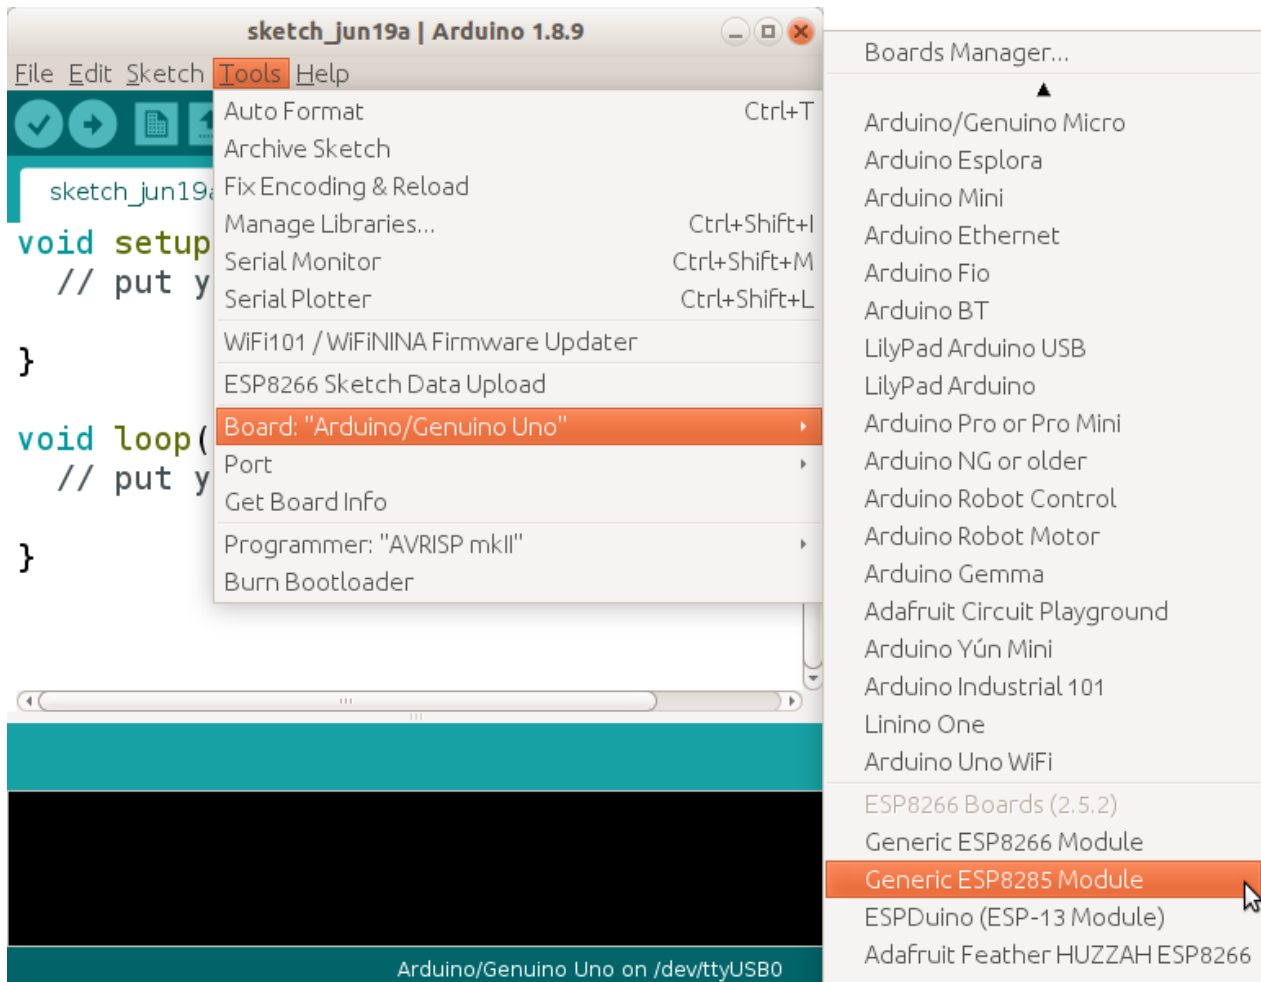 sketch_jun19a | Arduino 1.8.9
File Edit Sketch Tools Help
sketch_jun19a
void setup
// put y
}
void loop(
// put y
}
Auto Format Ctrl+T
Archive Sketch
Fix Encoding & Reload
Manage Libraries... Ctrl+Shift+I
Serial Monitor Ctrl+Shift+M
Serial Plotter Ctrl+Shift+L
WiFi101 / WiFiNINA Firmware Updater
ESP8266 Sketch Data Upload
Board: "Arduino/Genuino Uno"
Port
Get Board Info
Programmer: "AVRISP mkII"
Burn Bootloader
Boards Manager...
Arduino/Genuino Micro
Arduino Esplora
Arduino Mini
Arduino Ethernet
Arduino Fio
Arduino BT
LilyPad Arduino USB
LilyPad Arduino
Arduino Pro or Pro Mini
Arduino NG or older
Arduino Robot Control
Arduino Robot Motor
Arduino Gemma
Adafruit Circuit Playground
Arduino Yún Mini
Arduino Industrial 101
Linino One
Arduino Uno WiFi
ESP8266 Boards (2.5.2)
Generic ESP8266 Module
Generic ESP8285 Module
ESPDuino (ESP-13 Module)
Adafruit Feather HUZZAH ESP8266
Arduino/Genuino Uno on /dev/ttyUSB0